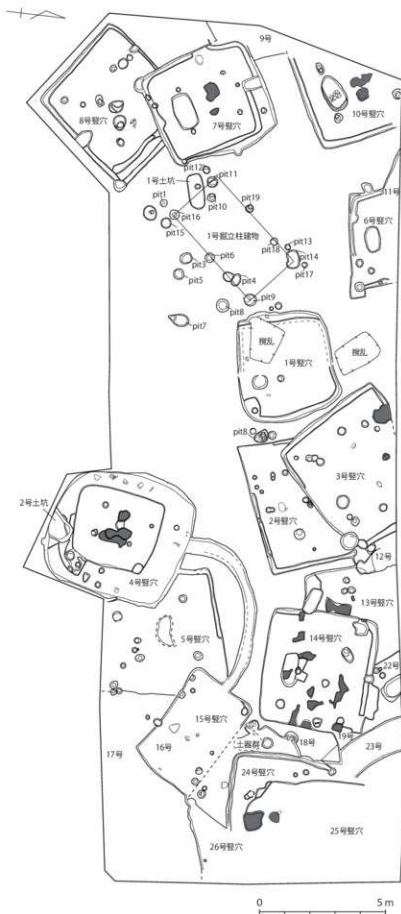 9号
8号竪穴
7号竪穴
10号竪穴
pit12
1号土坑
pit11
11号
pit1
pit10
6号竪穴
pit16
pit19
pit15
1号掘立柱建物
pit13
pit18
pit14
pit6
pit3
pit17
pit5
pit4
pit9
pit8
pit7
撹乱
撹乱
1号竪穴
pit8
3号竪穴
2号竪穴
2号土坑
12号
4号竪穴
13号竪穴
5号竪穴
14号竪穴
22号
15号竪穴
19号
16号
土器群
18号
23号
17号
24号竪穴
25号竪穴
26号竪穴
0 5 m